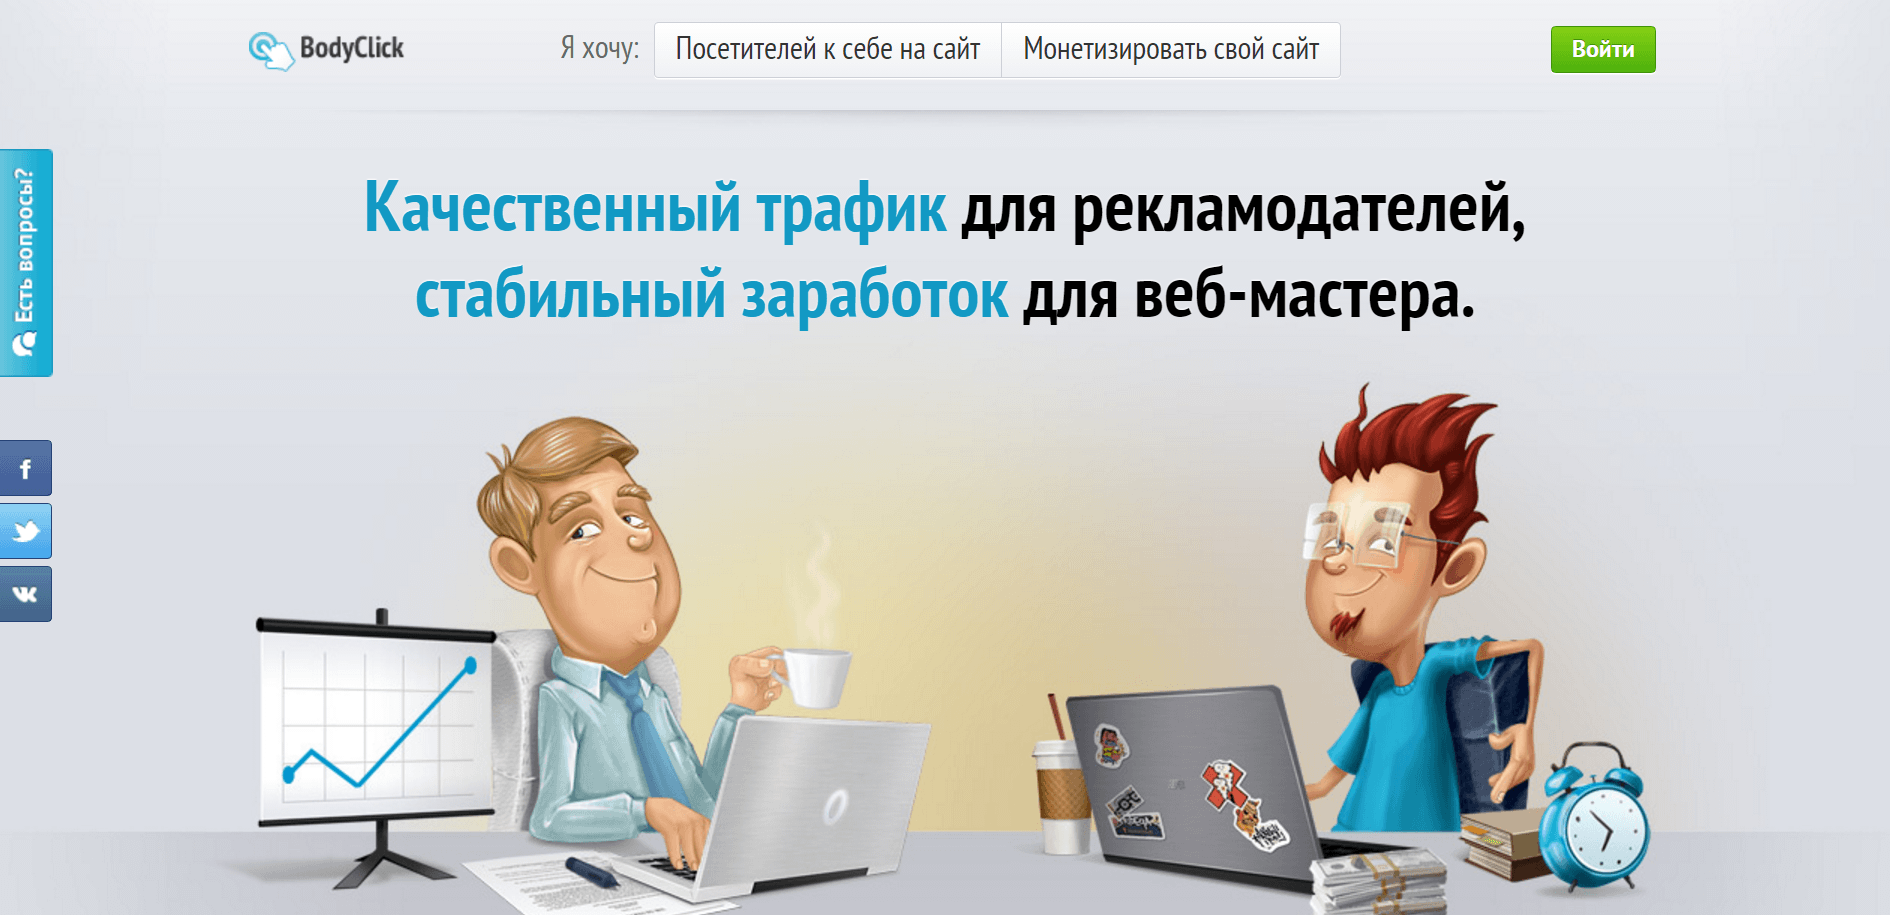 BodyClick
Я хочу:
Посетителей к себе на сайт
Монетизировать свой сайт
Войти
Есть вопросы?
Качественный трафик для рекламодателей,
стабильный заработок для веб-мастера.